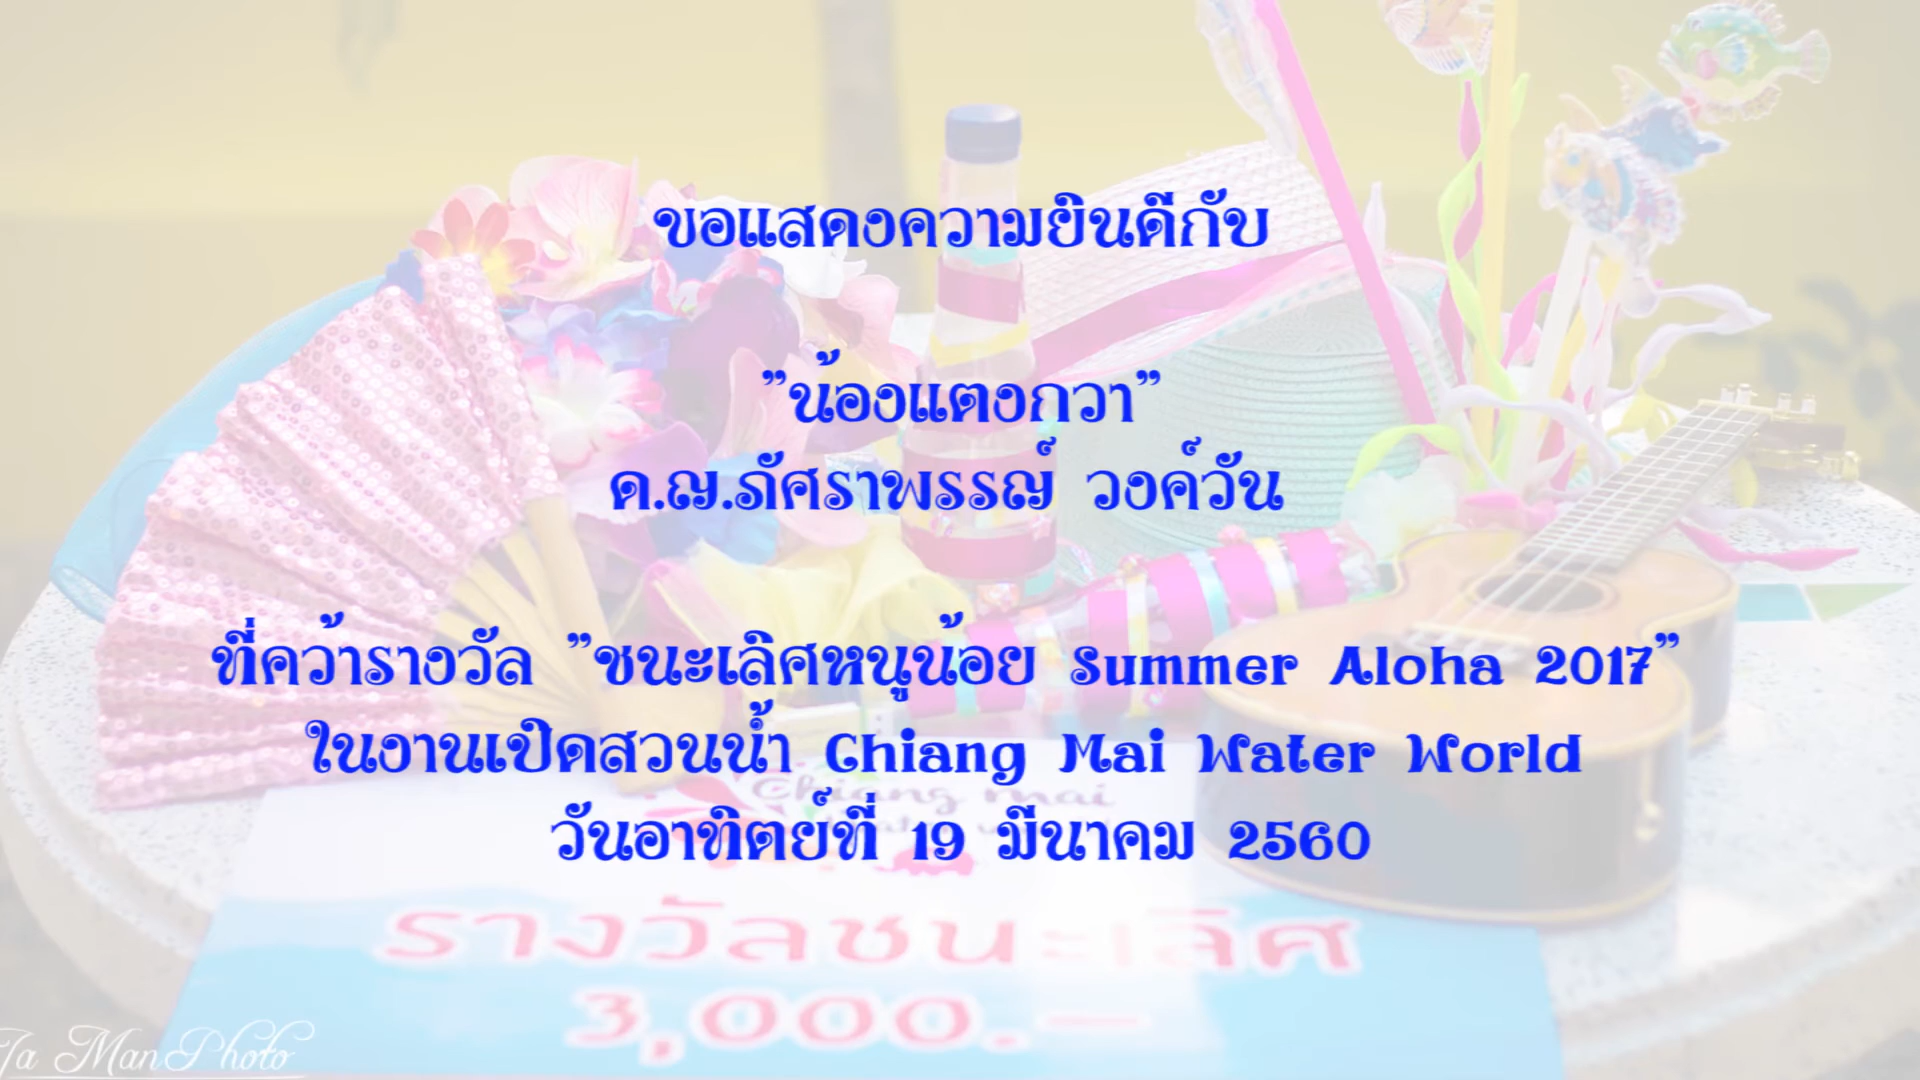 ขอแสดงความยินดีกับ
"น้องแตงกวา"
ด.ญ.ภัศราพรรญ์ วงค์วัน
ที่คว้ารางวัล "ชนะเลิศหนูน้อย Summer Aloha 2017"
ในงานเปิดสวนน้ำ Chiang Mai Water World
วันอาทิตย์ที่ 19 มีนาคม 2560
Chiang mai
รางวัลชนะเลิศ
3,000.-
Ja ManPhoto